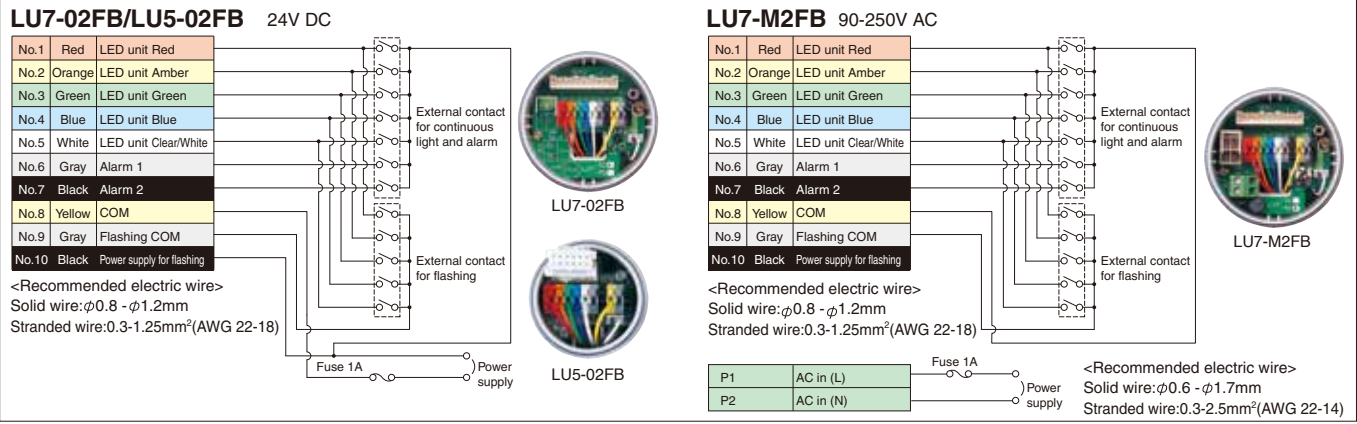 LU7-02FB/LU5-02FB 24V DC
No.1 Red LED unit Red
No.2 Orange LED unit Amber
No.3 Green LED unit Green
No.4 Blue LED unit Blue
No.5 White LED unit Clear/White
No.6 Gray Alarm 1
No.7 Black Alarm 2
No.8 Yellow COM
No.9 Gray Flashing COM
No.10 Black Power supply for flashing
External contact
for continuous
light and alarm
External contact
for flashing
<Recommended electric wire>
Solid wire:φ0.8 -φ1.2mm
Stranded wire:0.3-1.25mm²(AWG 22-18)
Fuse 1A
Power
supply
LU7-02FB
LU5-02FB
LU7-M2FB 90-250V AC
No.1 Red LED unit Red
No.2 Orange LED unit Amber
No.3 Green LED unit Green
No.4 Blue LED unit Blue
No.5 White LED unit Clear/White
No.6 Gray Alarm 1
No.7 Black Alarm 2
No.8 Yellow COM
No.9 Gray Flashing COM
No.10 Black Power supply for flashing
External contact
for continuous
light and alarm
External contact
for flashing
<Recommended electric wire>
Solid wire:φ0.8 -φ1.2mm
Stranded wire:0.3-1.25mm²(AWG 22-18)
LU7-M2FB
P1 AC in (L)
P2 AC in (N)
Fuse 1A
Power
supply
<Recommended electric wire>
Solid wire:φ0.6 -φ1.7mm
Stranded wire:0.3-2.5mm²(AWG 22-14)